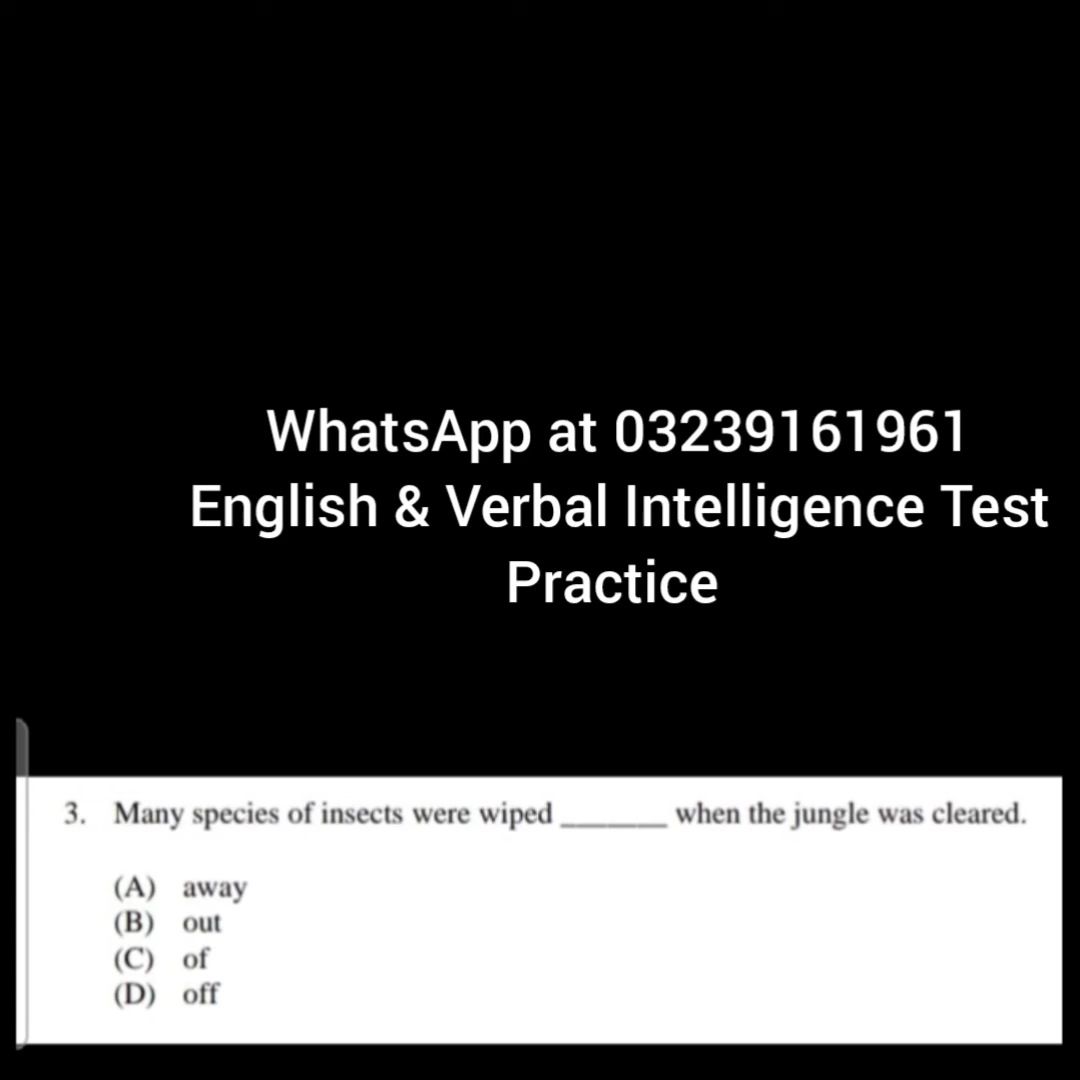 WhatsApp at 03239161961
English & Verbal Intelligence Test
Practice
3. Many species of insects were wiped _______ when the jungle was cleared.
(A) away
(B) out
(C) of
(D) off